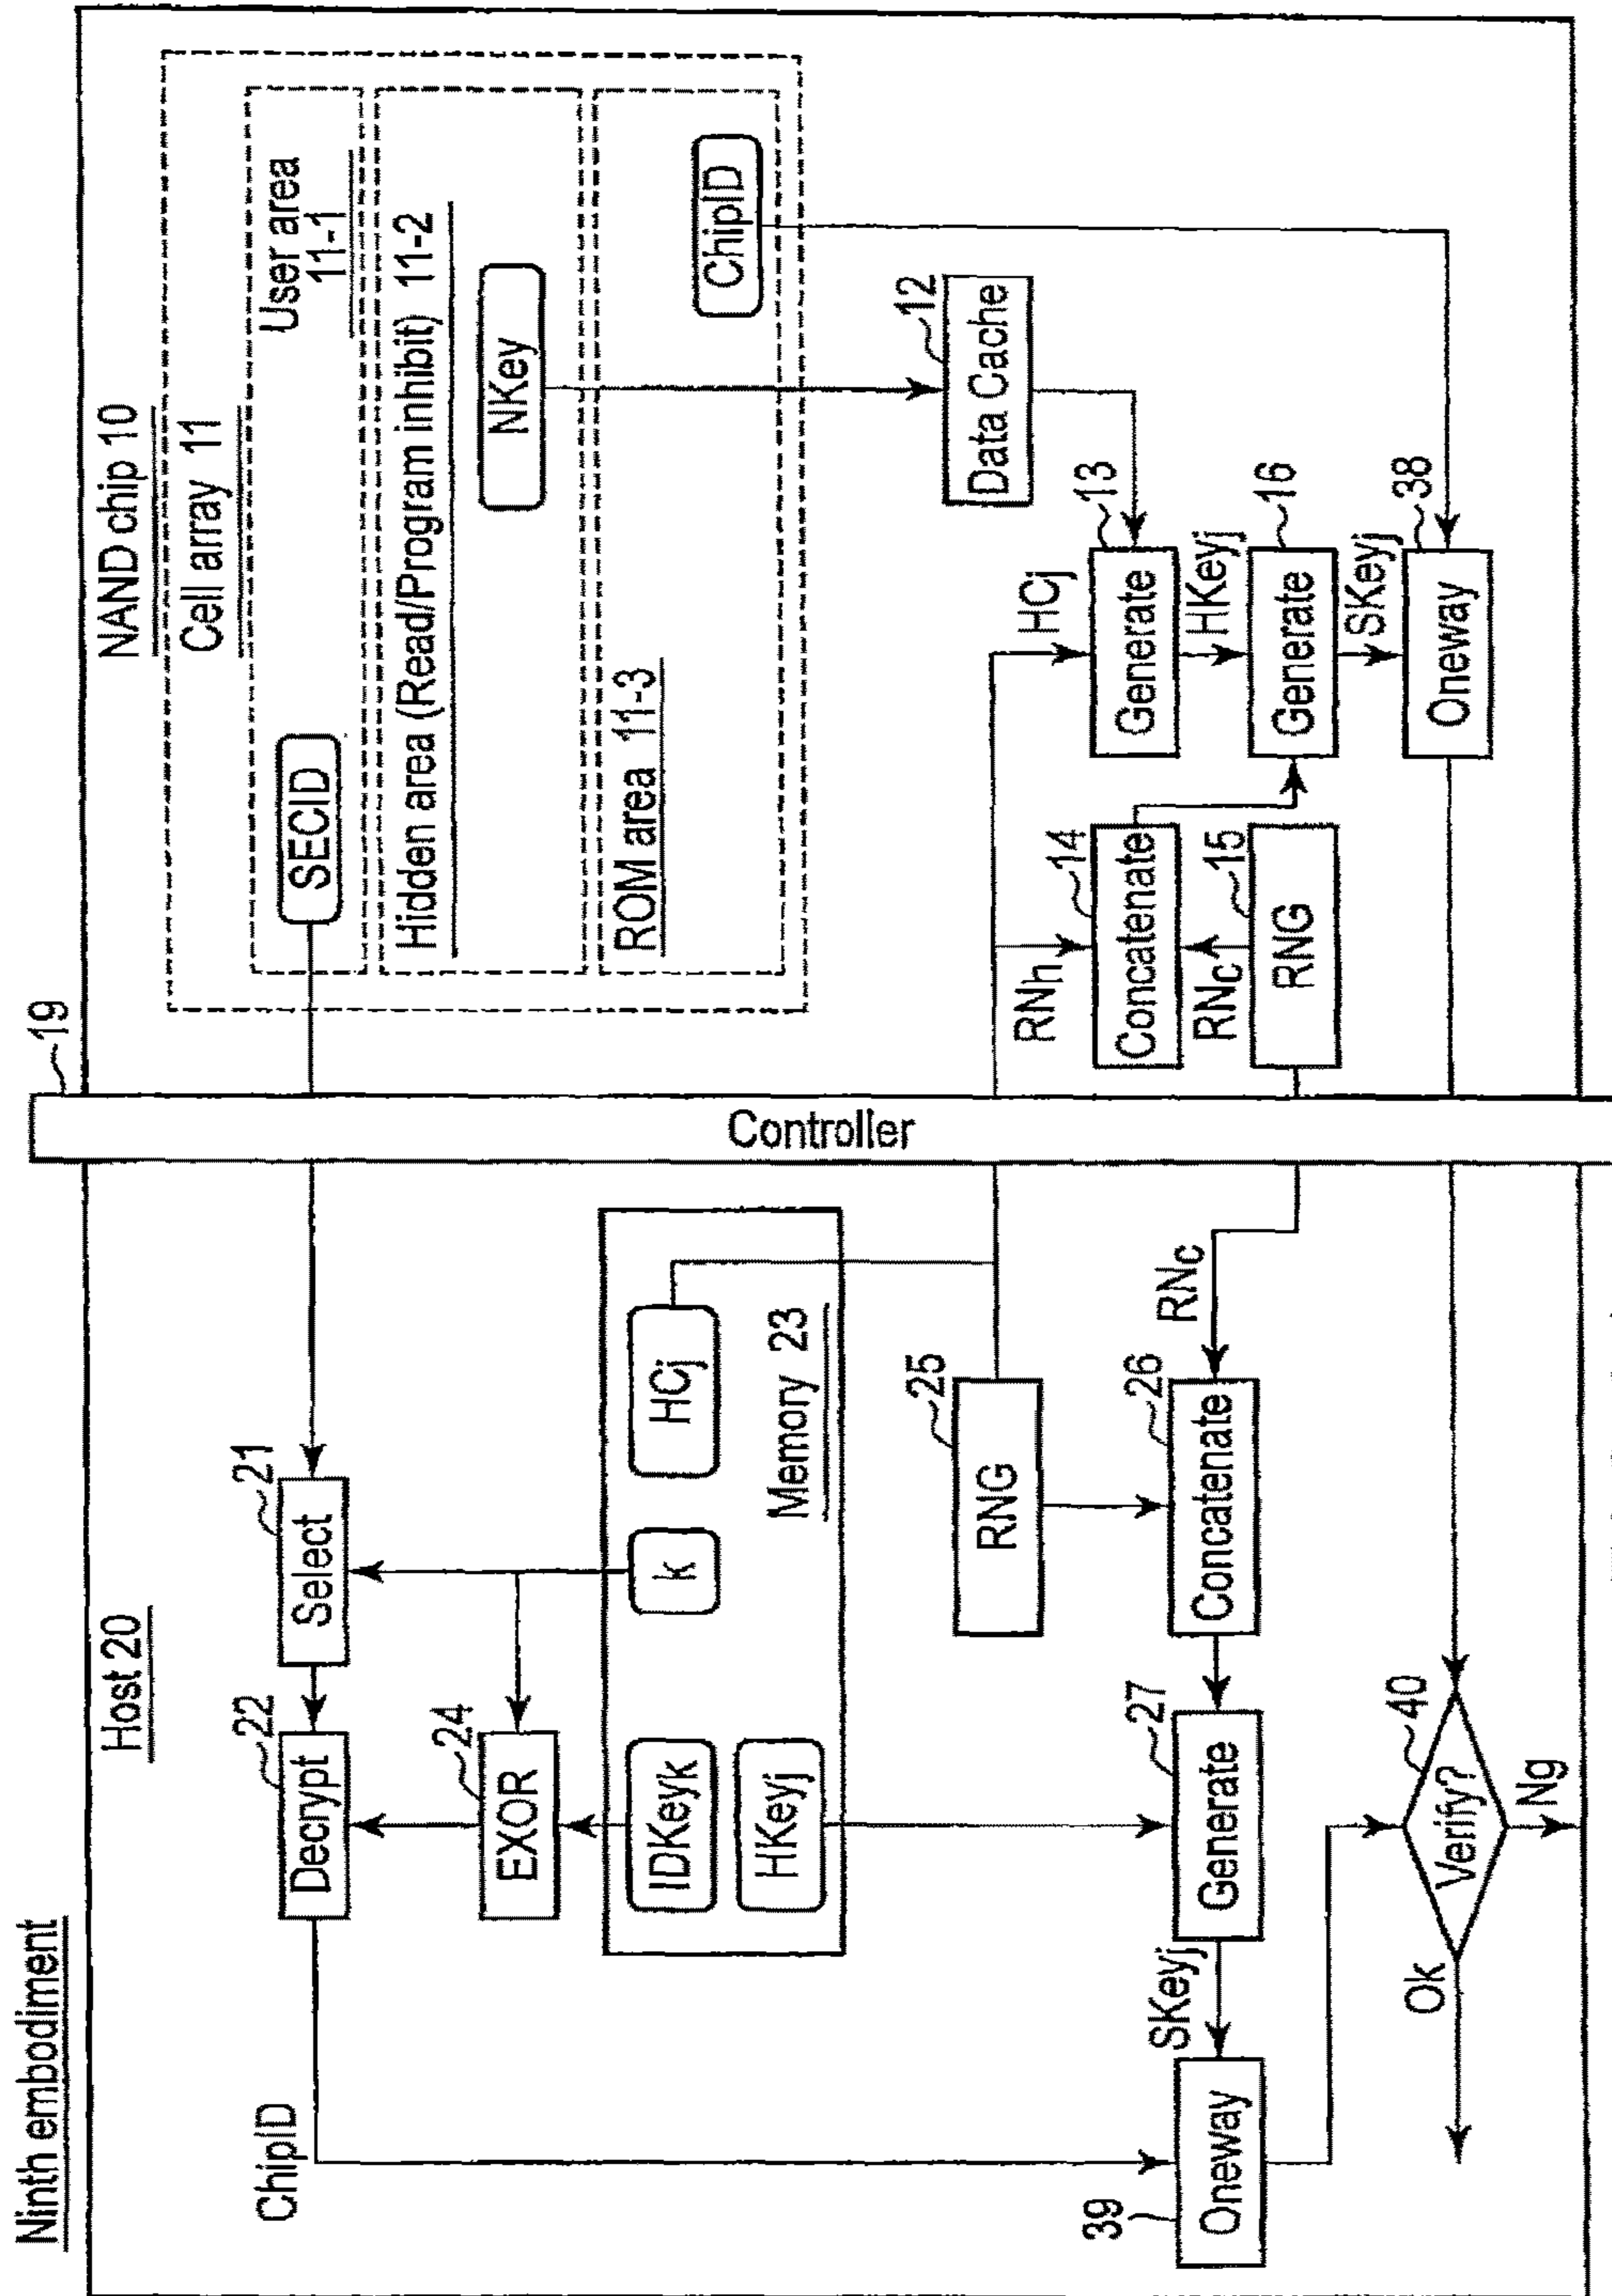 Ninth embodiment
Host 20
ChipID
Decrypt
22
Select
21
EXOR
24
IDKeyk
k
HCj
HKeyj
Memory 23
RNG
25
SKeyj
Generate
27
Concatenate
26
RNc
Oneway
39
Verify?
40
Ok
Ng
Controller
19
NAND chip 10
Cell array 11
SECID
User area
11-1
Hidden area (Read/Program inhibit) 11-2
NKey
ROM area 11-3
ChipID
Data Cache
12
HCj
Generate
13
HKeyj
RNh
Concatenate
14
RNc
RNG
15
Generate
16
SKeyj
Oneway
38